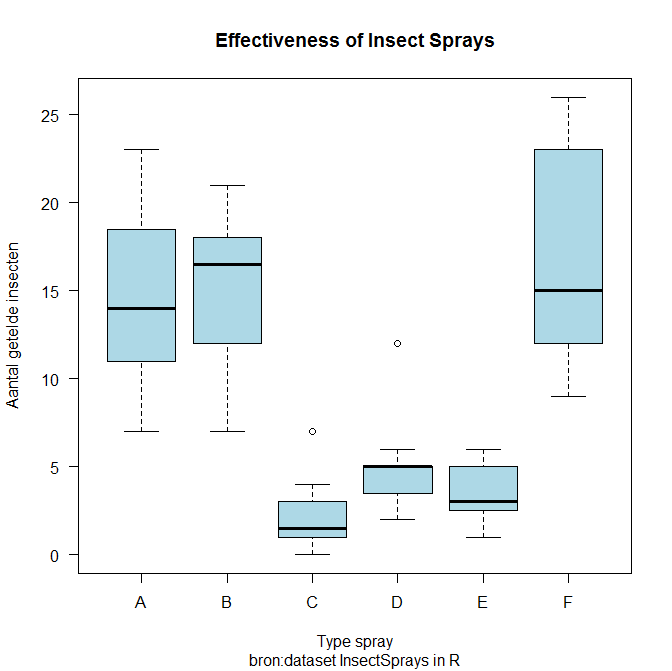 Effectiveness of Insect Sprays
Aantal getelde insecten
25
20
15
10
5
0
A B C D E F
Type spray
bron:dataset InsectSprays in R